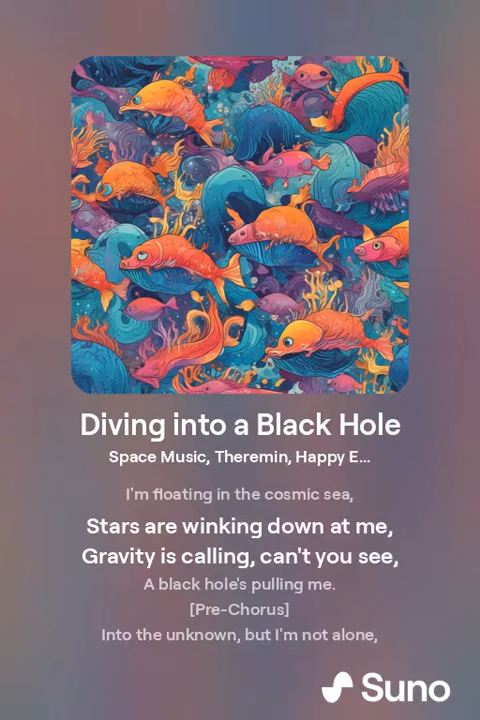 Diving into a Black Hole
Space Music, Theremin, Happy E...
I'm floating in the cosmic sea,
Stars are winking down at me,
Gravity is calling, can't you see,
A black hole's pulling me.
[Pre-Chorus]
Into the unknown, but I'm not alone,
Suno